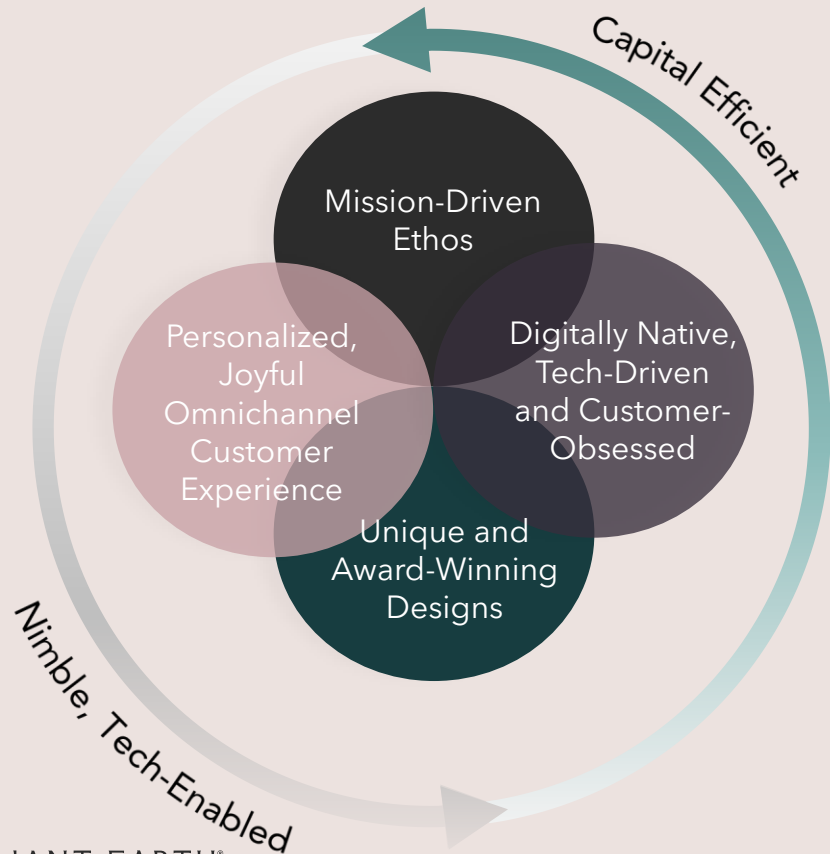 Capital Efficient
Mission-Driven
Ethos
Personalized,
Joyful
Omnichannel
Customer
Experience
Digitally Native,
Tech-Driven
and Customer-
Obsessed
Unique and
Award-Winning
Designs
Nimble, Tech-Enabled